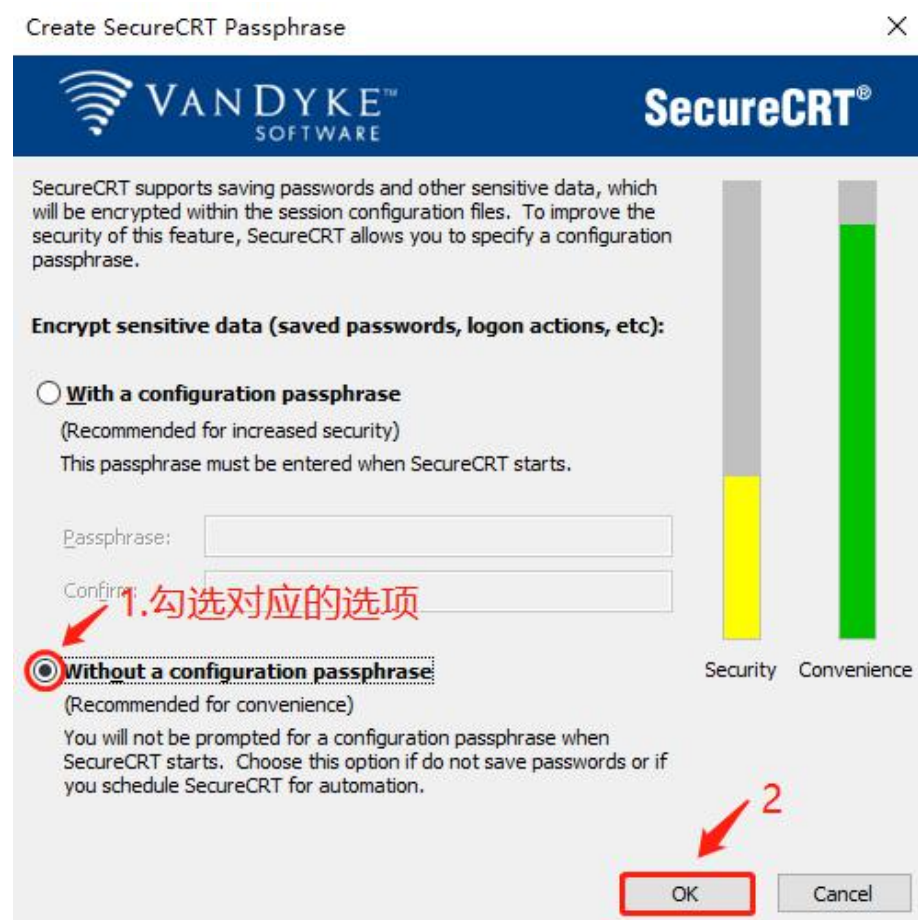 Create SecureCRT Passphrase
VANDYKE™
SOFTWARE
SecureCRT®
SecureCRT supports saving passwords and other sensitive data, which
will be encrypted within the session configuration files. To improve the
security of this feature, SecureCRT allows you to specify a configuration
passphrase.
Encrypt sensitive data (saved passwords, logon actions, etc):
With a configuration passphrase
(Recommended for increased security)
This passphrase must be entered when SecureCRT starts.
Passphrase:
Confirm:
1.勾选对应的选项
Without a configuration passphrase
(Recommended for convenience)
You will not be prompted for a configuration passphrase when
SecureCRT starts. Choose this option if do not save passwords or if
you schedule SecureCRT for automation.
Security Convenience
2
OK Cancel